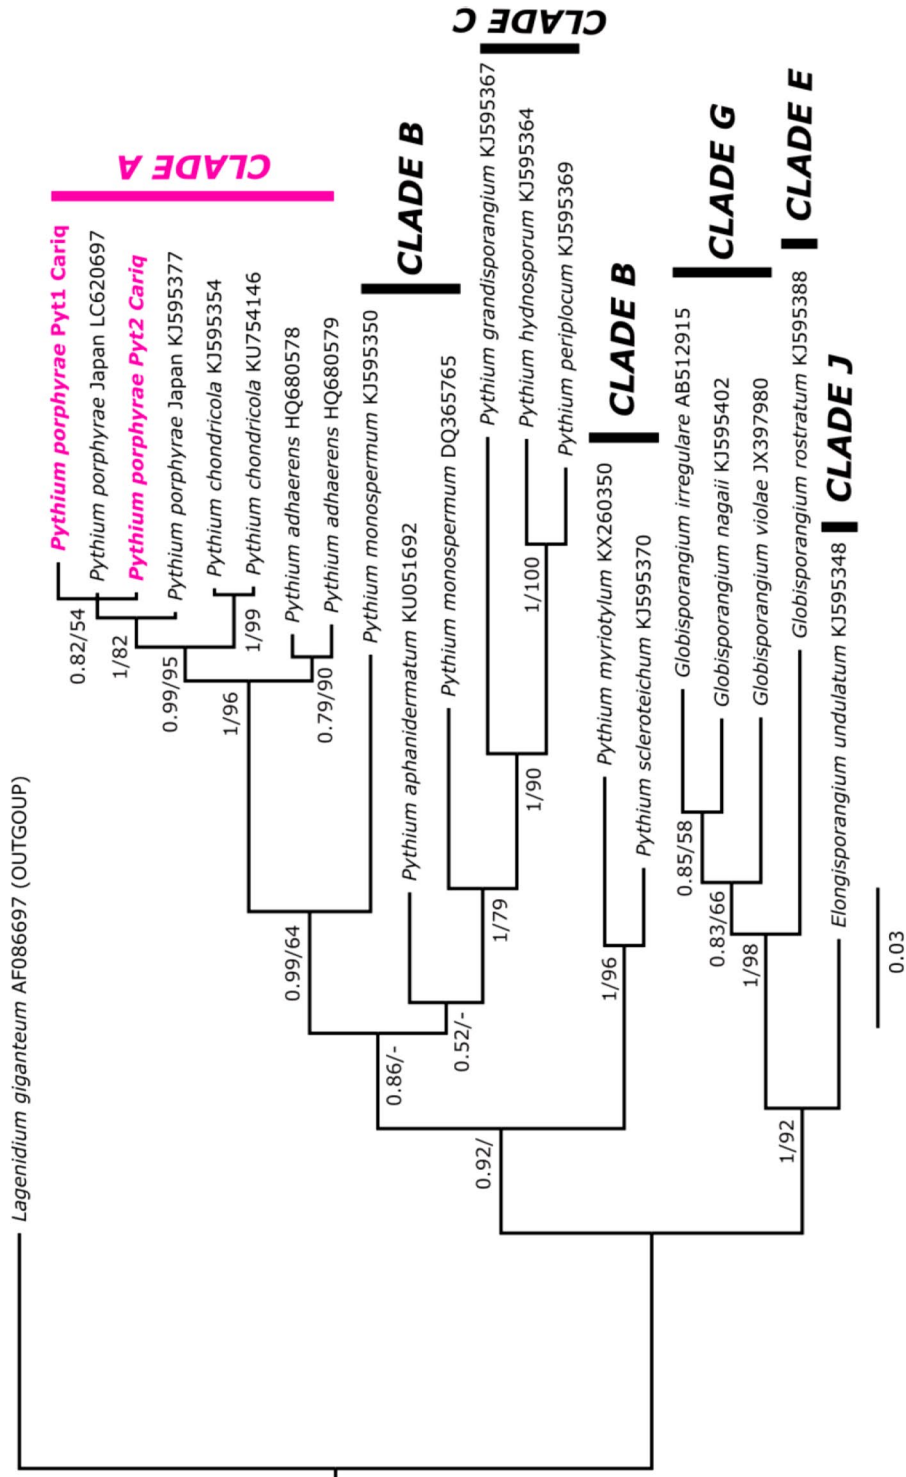 Lagenidium giganteum AF086697 (OUTGOUP)
Pythium porphyrae Pyt1 Cariq
Pythium porphyrae Japan LC620697
Pythium porphyrae Pyt2 Cariq
Pythium porphyrae Japan KJ595377
Pythium chondricola KJ595354
Pythium chondricola KU754146
Pythium adhaerens HQ680578
Pythium adhaerens HQ680579
CLADE A
Pythium monospermum KJ595350
Pythium aphanidermatum KU051692
Pythium monospermum DQ365765
CLADE B
Pythium grandisporangium KJ595367
Pythium hydnosporum KJ595364
Pythium periplocum KJ595369
CLADE C
Pythium myriotylum KX260350
Pythium scleroteichum KJ595370
CLADE B
Globisporangium irregulare AB512915
Globisporangium nagaii KJ595402
Globisporangium violae JX397980
CLADE G
Globisporangium rostratum KJ595388
CLADE E
Elongisporangium undulatum KJ595348
CLADE J
0.82/54
1/82
0.99/95
1/99
1/96
0.79/90
0.99/64
0.86/-
0.52/-
1/79
1/90
1/100
0.92/
1/96
0.85/58
0.83/66
1/98
1/92
0.03